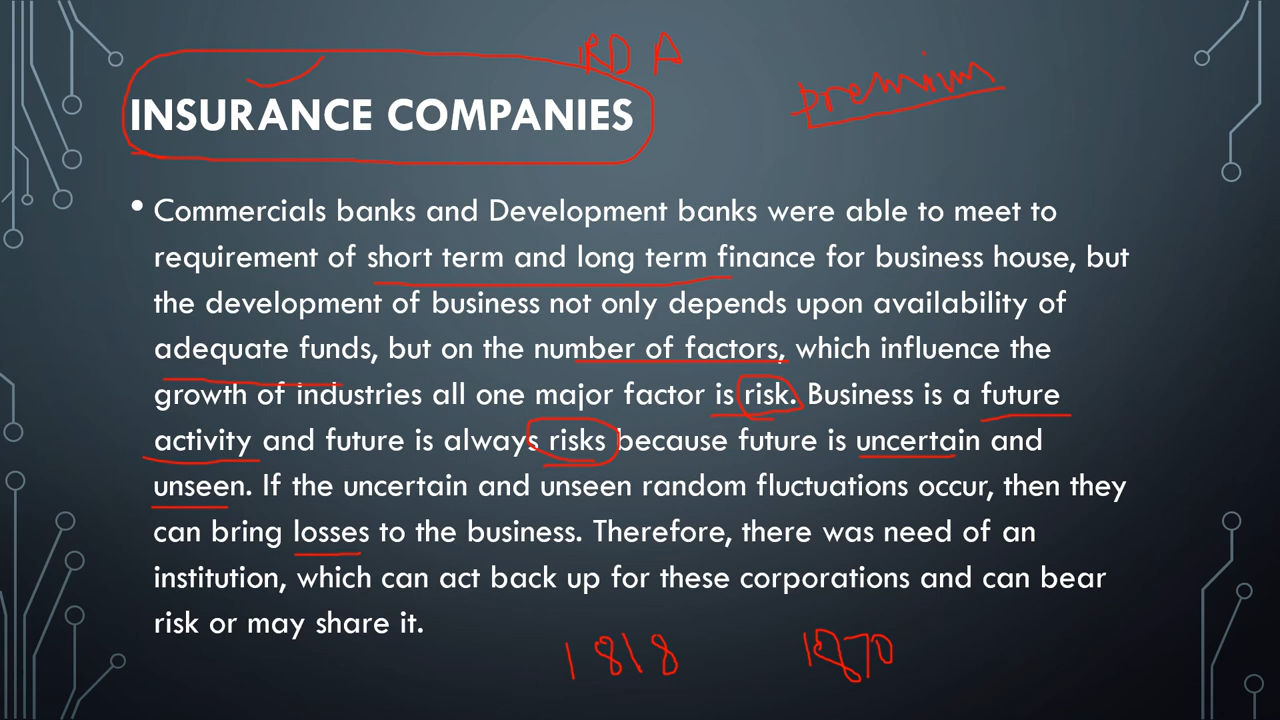 IRDA
premium
INSURANCE COMPANIES
• Commercials banks and Development banks were able to meet to
requirement of short term and long term finance for business house, but
the development of business not only depends upon availability of
adequate funds, but on the number of factors, which influence the
growth of industries all one major factor is risk. Business is a future
activity and future is always risks because future is uncertain and
unseen. If the uncertain and unseen random fluctuations occur, then they
can bring losses to the business. Therefore, there was need of an
institution, which can act back up for these corporations and can bear
risk or may share it.
1818
1870